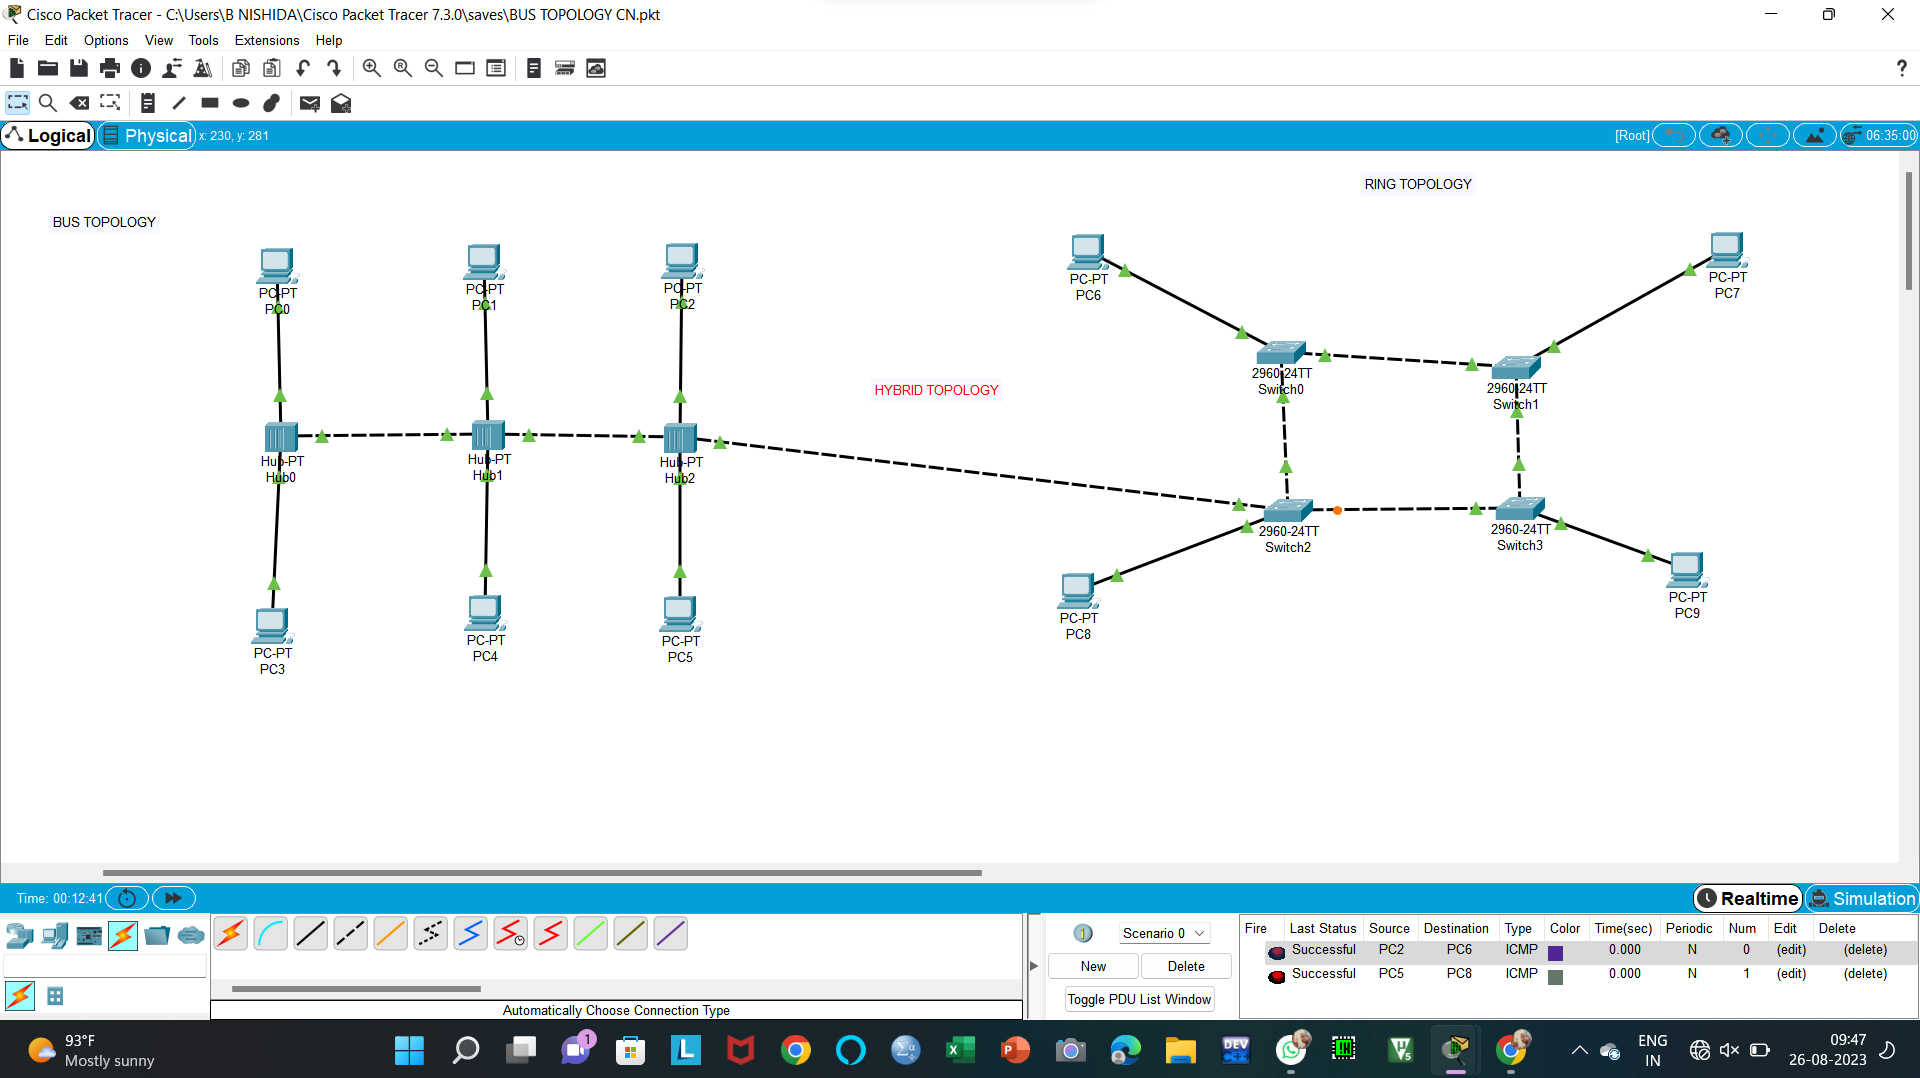 Cisco Packet Tracer - C:\Users\B NISHIDA\Cisco Packet Tracer 7.3.0\saves\BUS TOPOLOGY CN.pkt
File Edit Options View Tools Extensions Help
?
Logical Physical x: 230, y: 281 [Root] 06:35:00
RING TOPOLOGY
BUS TOPOLOGY
PC-PT
PC0
PC-PT
PC1
PC-PT
PC2
PC-PT
PC6
PC-PT
PC7
2960-24TT
Switch0
2960-24TT
Switch1
HYBRID TOPOLOGY
Hub-PT
Hub0
Hub-PT
Hub1
Hub-PT
Hub2
2960-24TT
Switch2
2960-24TT
Switch3
PC-PT
PC3
PC-PT
PC4
PC-PT
PC5
PC-PT
PC8
PC-PT
PC9
Time: 00:12:41 Realtime Simulation
Scenario 0
New Delete
Toggle PDU List Window
Automatically Choose Connection Type
Fire Last Status Source Destination Type Color Time(sec) Periodic Num Edit Delete
Successful PC2 PC6 ICMP 0.000 N 0 (edit) (delete)
Successful PC5 PC8 ICMP 0.000 N 1 (edit) (delete)
93°F
Mostly sunny
1
L
DEV
C++
ENG
IN
09:47
26-08-2023